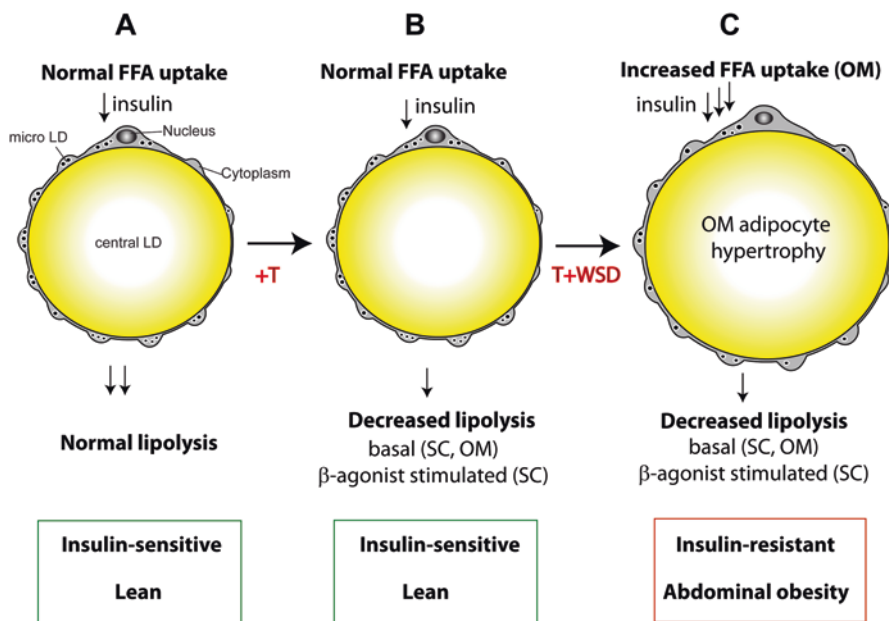 A
Normal FFA uptake
insulin
micro LD
Nucleus
Cytoplasm
central LD
Normal lipolysis
Insulin-sensitive
Lean
+T
B
Normal FFA uptake
insulin
Decreased lipolysis
basal (SC, OM)
β-agonist stimulated (SC)
Insulin-sensitive
Lean
T+WSD
C
Increased FFA uptake (OM)
insulin
OM adipocyte
hypertrophy
Decreased lipolysis
basal (SC, OM)
β-agonist stimulated (SC)
Insulin-resistant
Abdominal obesity